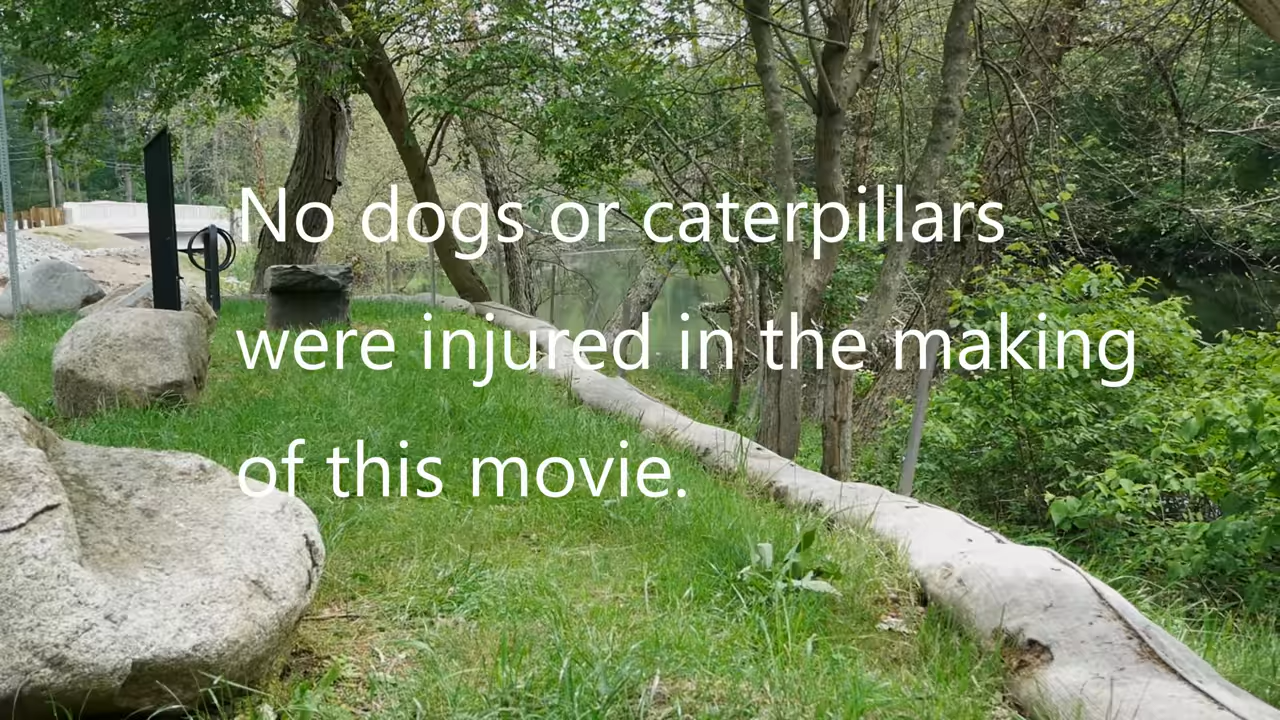 No dogs or caterpillars
were injured in the making
of this movie.